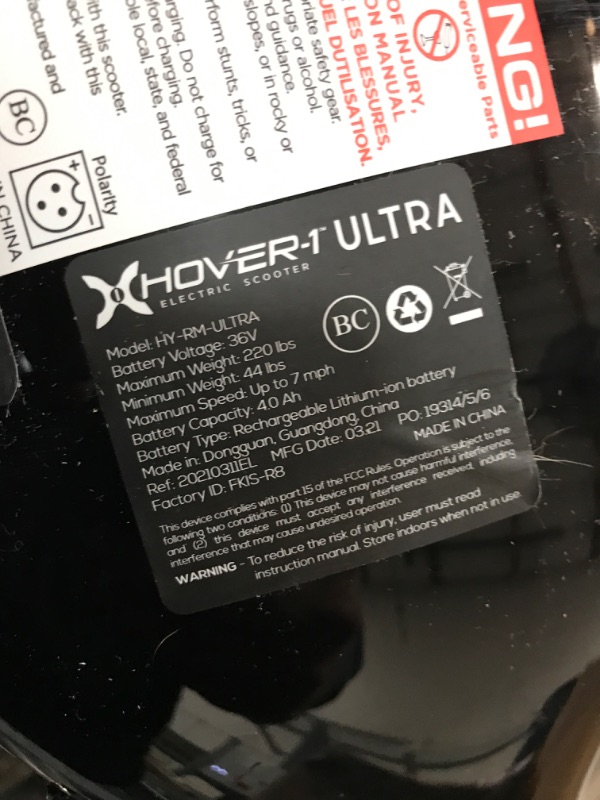 NG!
erviceable Parts
OF INJURY,
ON MANUAL
LES BLESSURES,
UEL DUTILISATION.
riate safety gear.
rugs or alcohol.
nd guidance.
slopes, or in rocky or
rform stunts, tricks, or
rging. Do not charge for
fore charging.
ble local, state, and federal
with this scooter.
ack with this
factured and
BC
Polarity
+ -
IN CHINA
HOVER-1™ ULTRA
ELECTRIC SCOOTER
Model: HY-RM-ULTRA
Battery Voltage: 36V
Maximum Weight: 220 lbs
Minimum Weight: 44 lbs
Maximum Speed: Up to 7 mph
Battery Capacity: 4.0 Ah
Battery Type: Rechargeable Lithium-ion battery
Made in: Dongguan, Guangdong, China
Ref: 20210311EL MFG Date: 03.21 PO: 19314/5/6
Factory ID: FKIS-R8 MADE IN CHINA
BC
This device complies with part 15 of the FCC Rules. Operation is subject to the
following two conditions: (1) This device may not cause harmful interference,
and (2) this device must accept any interference received, including
interference that may cause undesired operation.
WARNING - To reduce the risk of injury, user must read
instruction manual. Store indoors when not in use.